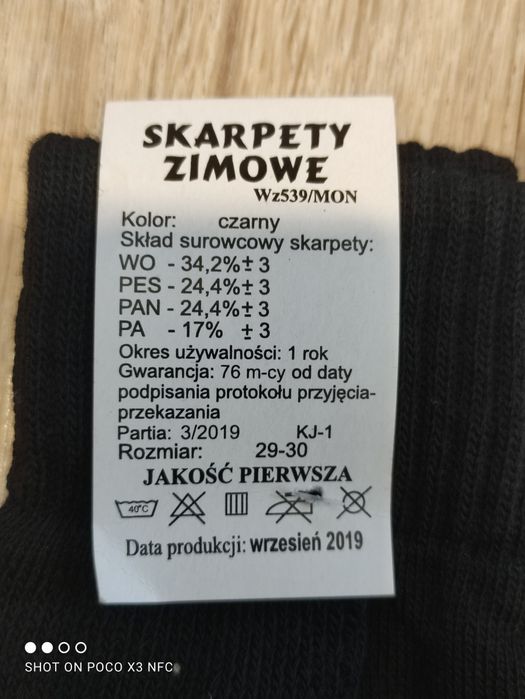 SKARPETY
ZIMOWE
Wz539/MON
Kolor: czarny
Skład surowcowy skarpety:
WO - 34,2%± 3
PES - 24,4%± 3
PAN - 24,4%± 3
PA - 17% ± 3
Okres używalności: 1 rok
Gwarancja: 76 m-cy od daty
podpisania protokołu przyjęcia-
przekazania
Partia: 3/2019 KJ-1
Rozmiar: 29-30
JAKOŚĆ PIERWSZA
40°C
Data produkcji: wrzesień 2019
SHOT ON POCO X3 NFC